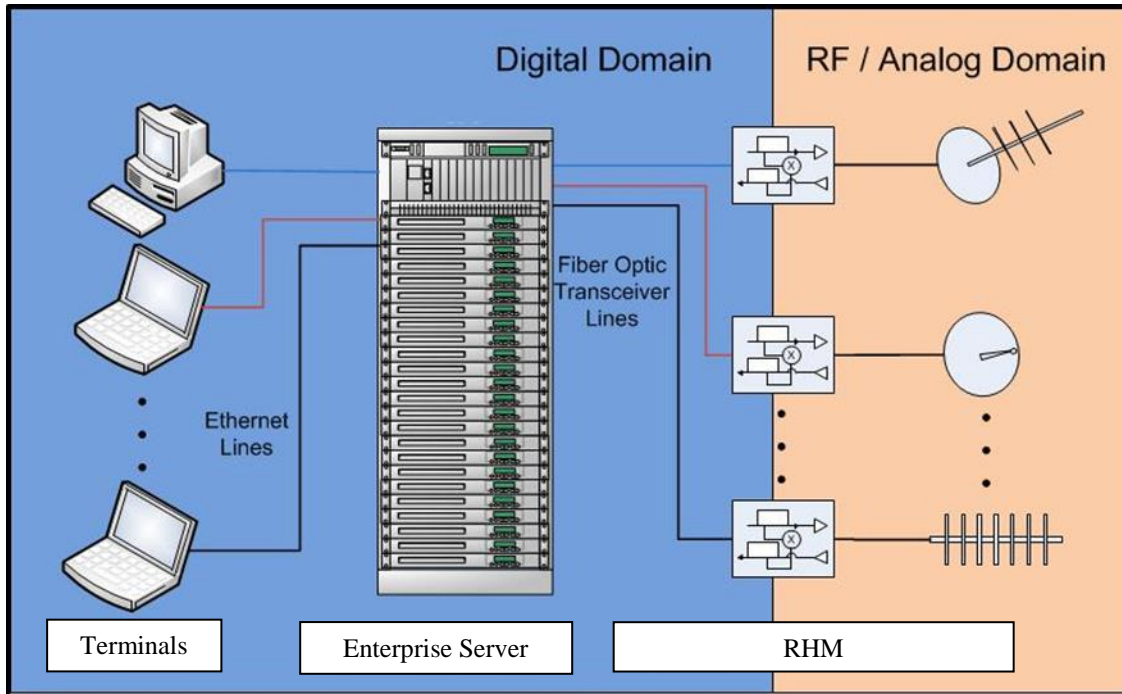 Digital Domain
RF / Analog Domain
Fiber Optic
Transceiver
Lines
Ethernet
Lines
X
X
X
Terminals
Enterprise Server
RHM